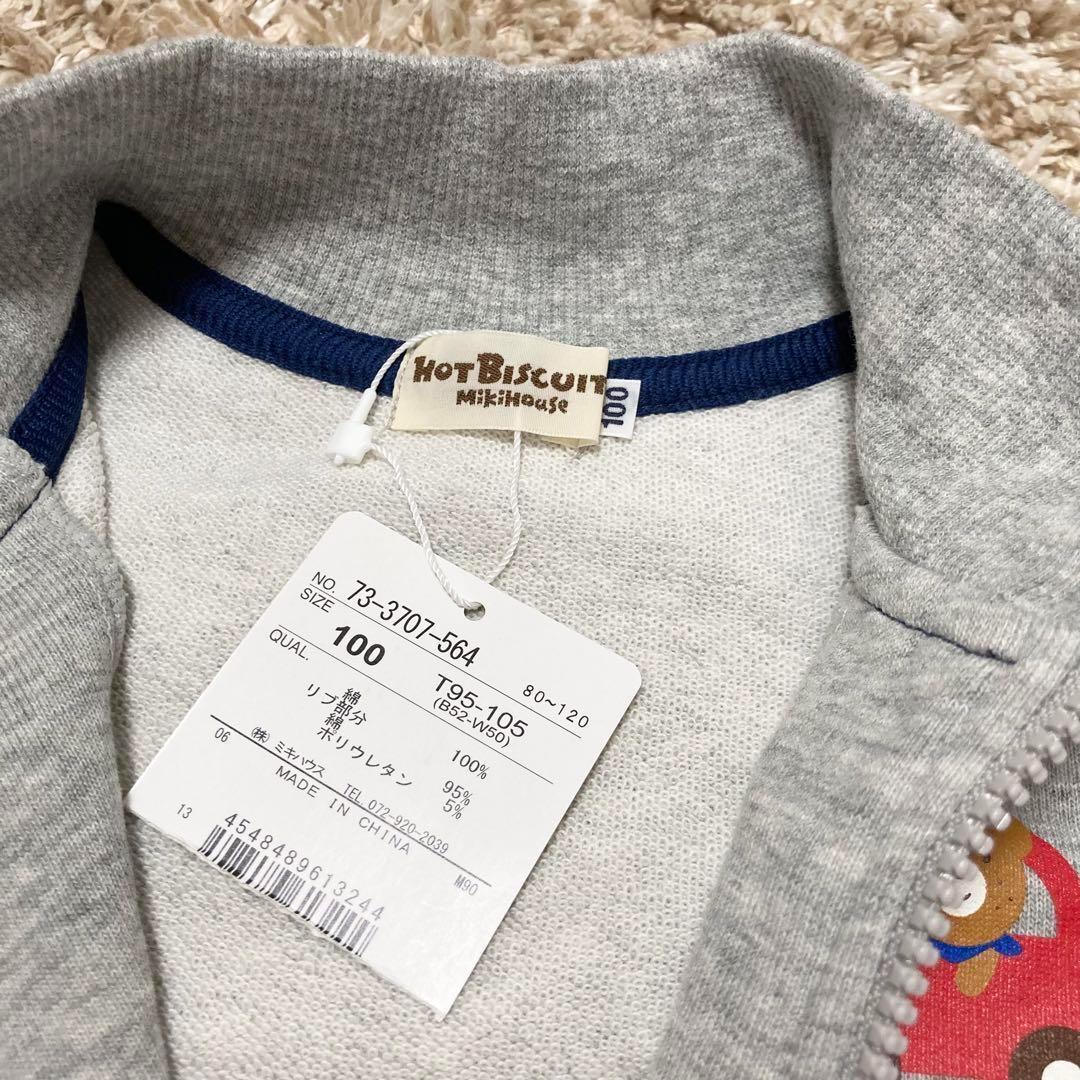 HOT BISCUIT
MIKIHOUSE
100
NO. 73-3707-564
SIZE 100 T95-105 80~120
(B52-W50)
QUAL. 綿 100%
リブ部分
綿 95%
ポリウレタン 5%
06 ㈱ ミキハウス TEL.072-920-2039
MADE IN CHINA
13 M90
4548489613244